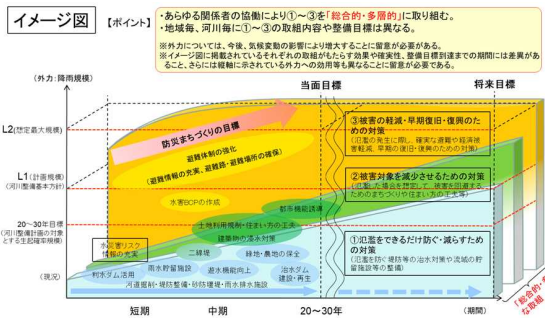 イメージ図
【ポイント】
・あらゆる関係者の協働により①～③を「総合的・多層的」に取り組む。
・地域毎、河川毎に①～③の取組内容や整備目標は異なる。
※外力については、今後、気候変動の影響により増大することに留意が必要である。
※イメージ図に掲載されているそれぞれの取組がもたらす効果や確実性、整備目標到達までの期間には差異があること、さらには縦軸に示されている外力への効用等も異なることに留意が必要である。
(外力：降雨規模)
当面目標
将来目標
L2(想定最大規模)
防災まちづくりの目標
③被害の軽減・早期復旧・復興のための対策
(氾濫の発生に際し、確実な避難や経済被害軽減、早期の復旧・復興のための対策)
避難体制の強化
(避難情報の充実、避難路・避難場所の確保)
L1(計画規模)
(河川整備基本方針)
②被害対象を減少させるための対策
(氾濫した場合を想定して、被害を回避するためのまちづくりや住まい方の工夫等)
水害BCPの作成
都市機能誘導
20～30年目標
(河川整備計画の対象とする生起確率規模)
土地利用規制・住まい方の工夫
建築物の浸水対策
水災害リスク情報の充実
二線堤
緑地・農地の保全
①氾濫をできるだけ防ぐ・減らすための対策
(氾濫を防ぐ堤防等の治水対策や流域の貯留施設等の整備)
(現況)
利水ダム活用
雨水貯留施設
遊水機能向上
治水ダム建設・再生
河道掘削・堤防整備・砂防堰堤・雨水排水施設
短期
中期
20～30年
(期間)